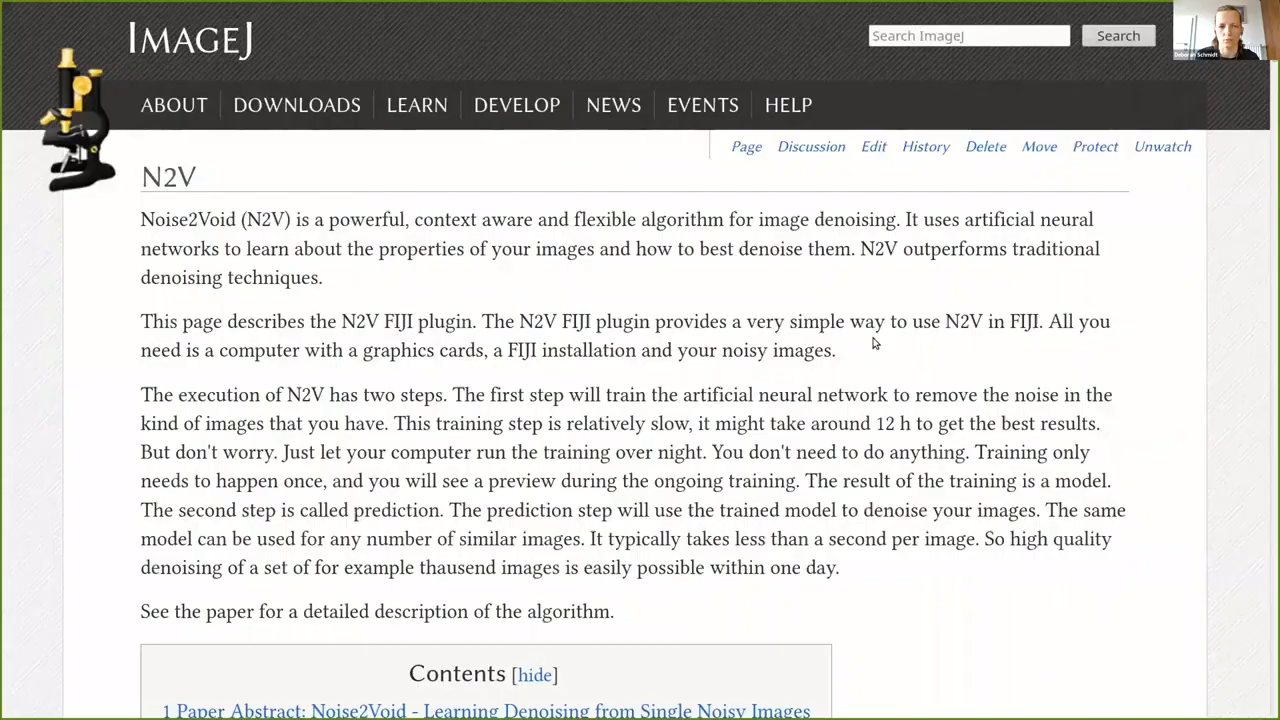 IMAGEJ
Search ImageJ
Search
Deborah Schmidt
ABOUT
DOWNLOADS
LEARN
DEVELOP
NEWS
EVENTS
HELP
Page Discussion Edit History Delete Move Protect Unwatch
N2V
Noise2Void (N2V) is a powerful, context aware and flexible algorithm for image denoising. It uses artificial neural
networks to learn about the properties of your images and how to best denoise them. N2V outperforms traditional
denoising techniques.
This page describes the N2V FIJI plugin. The N2V FIJI plugin provides a very simple way to use N2V in FIJI. All you
need is a computer with a graphics cards, a FIJI installation and your noisy images.
The execution of N2V has two steps. The first step will train the artificial neural network to remove the noise in the
kind of images that you have. This training step is relatively slow, it might take around 12 h to get the best results.
But don't worry. Just let your computer run the training over night. You don't need to do anything. Training only
needs to happen once, and you will see a preview during the ongoing training. The result of the training is a model.
The second step is called prediction. The prediction step will use the trained model to denoise your images. The same
model can be used for any number of similar images. It typically takes less than a second per image. So high quality
denoising of a set of for example thausend images is easily possible within one day.
See the paper for a detailed description of the algorithm.
Contents [hide]
1 Paper Abstract: Noise2Void - Learning Denoising from Single Noisy Images